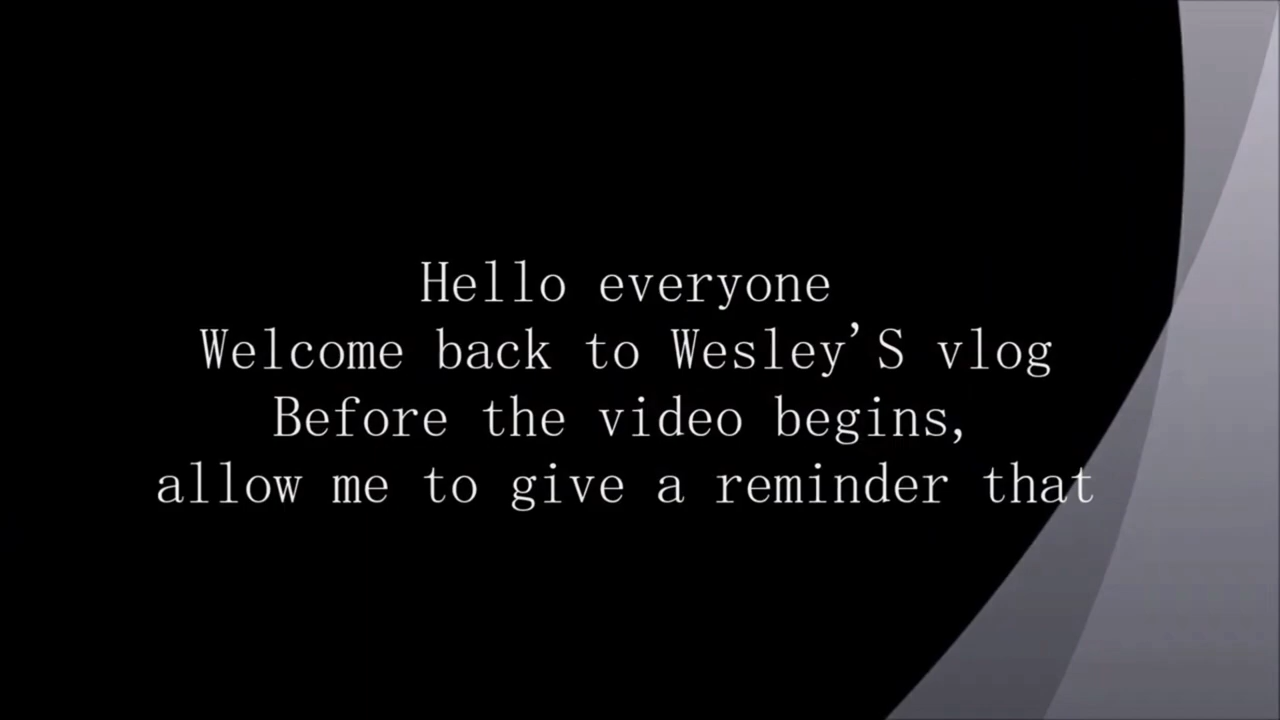 Hello everyone
Welcome back to Wesley'S vlog
Before the video begins,
allow me to give a reminder that